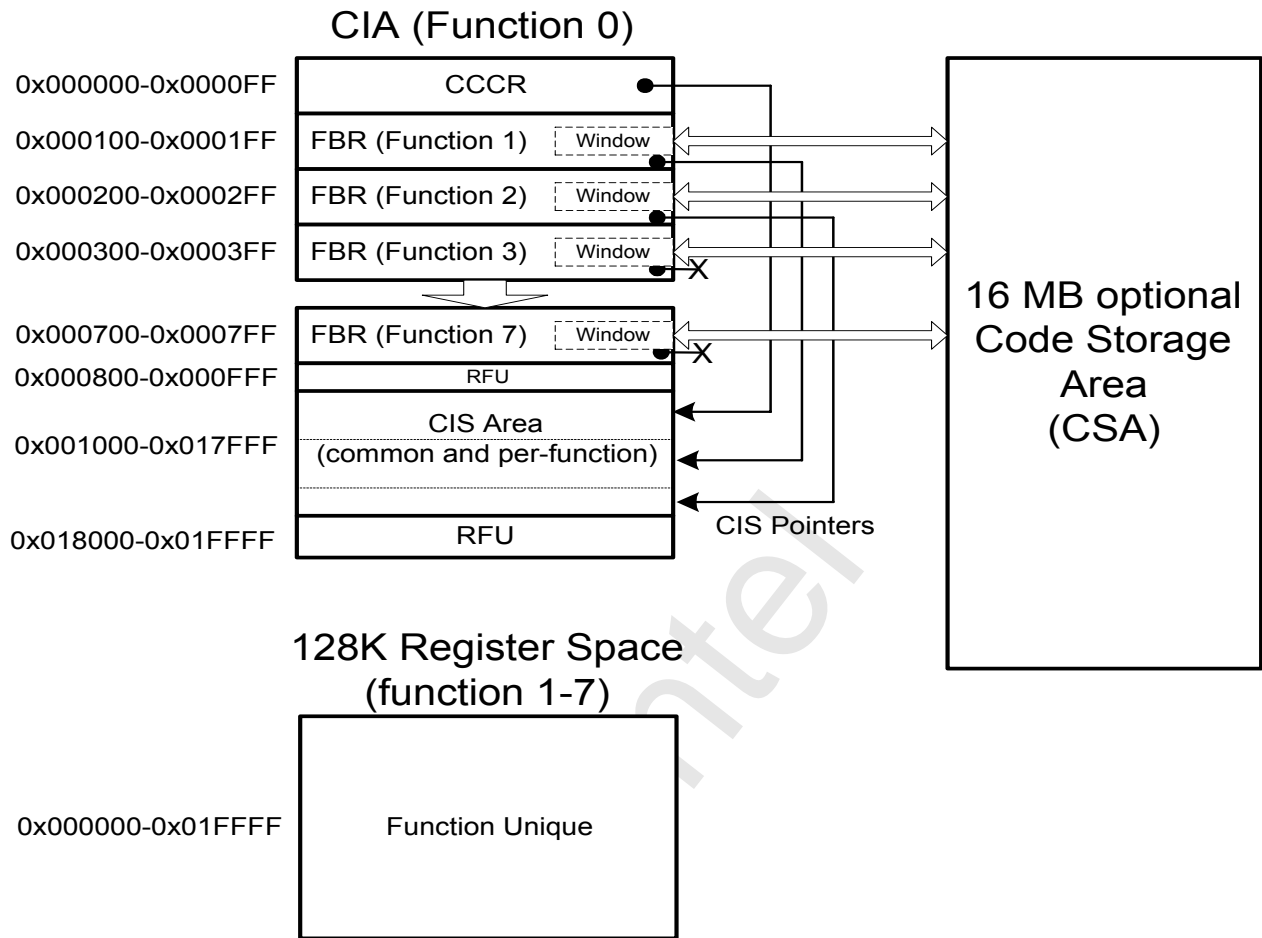 CIA (Function 0)
0x000000-0x0000FF
CCCR
0x000100-0x0001FF
FBR (Function 1)
Window
0x000200-0x0002FF
FBR (Function 2)
Window
0x000300-0x0003FF
FBR (Function 3)
Window
X
0x000700-0x0007FF
FBR (Function 7)
Window
X
0x000800-0x000FFF
RFU
0x001000-0x017FFF
CIS Area
(common and per-function)
0x018000-0x01FFFF
RFU
CIS Pointers
16 MB optional
Code Storage
Area
(CSA)
128K Register Space
(function 1-7)
0x000000-0x01FFFF
Function Unique